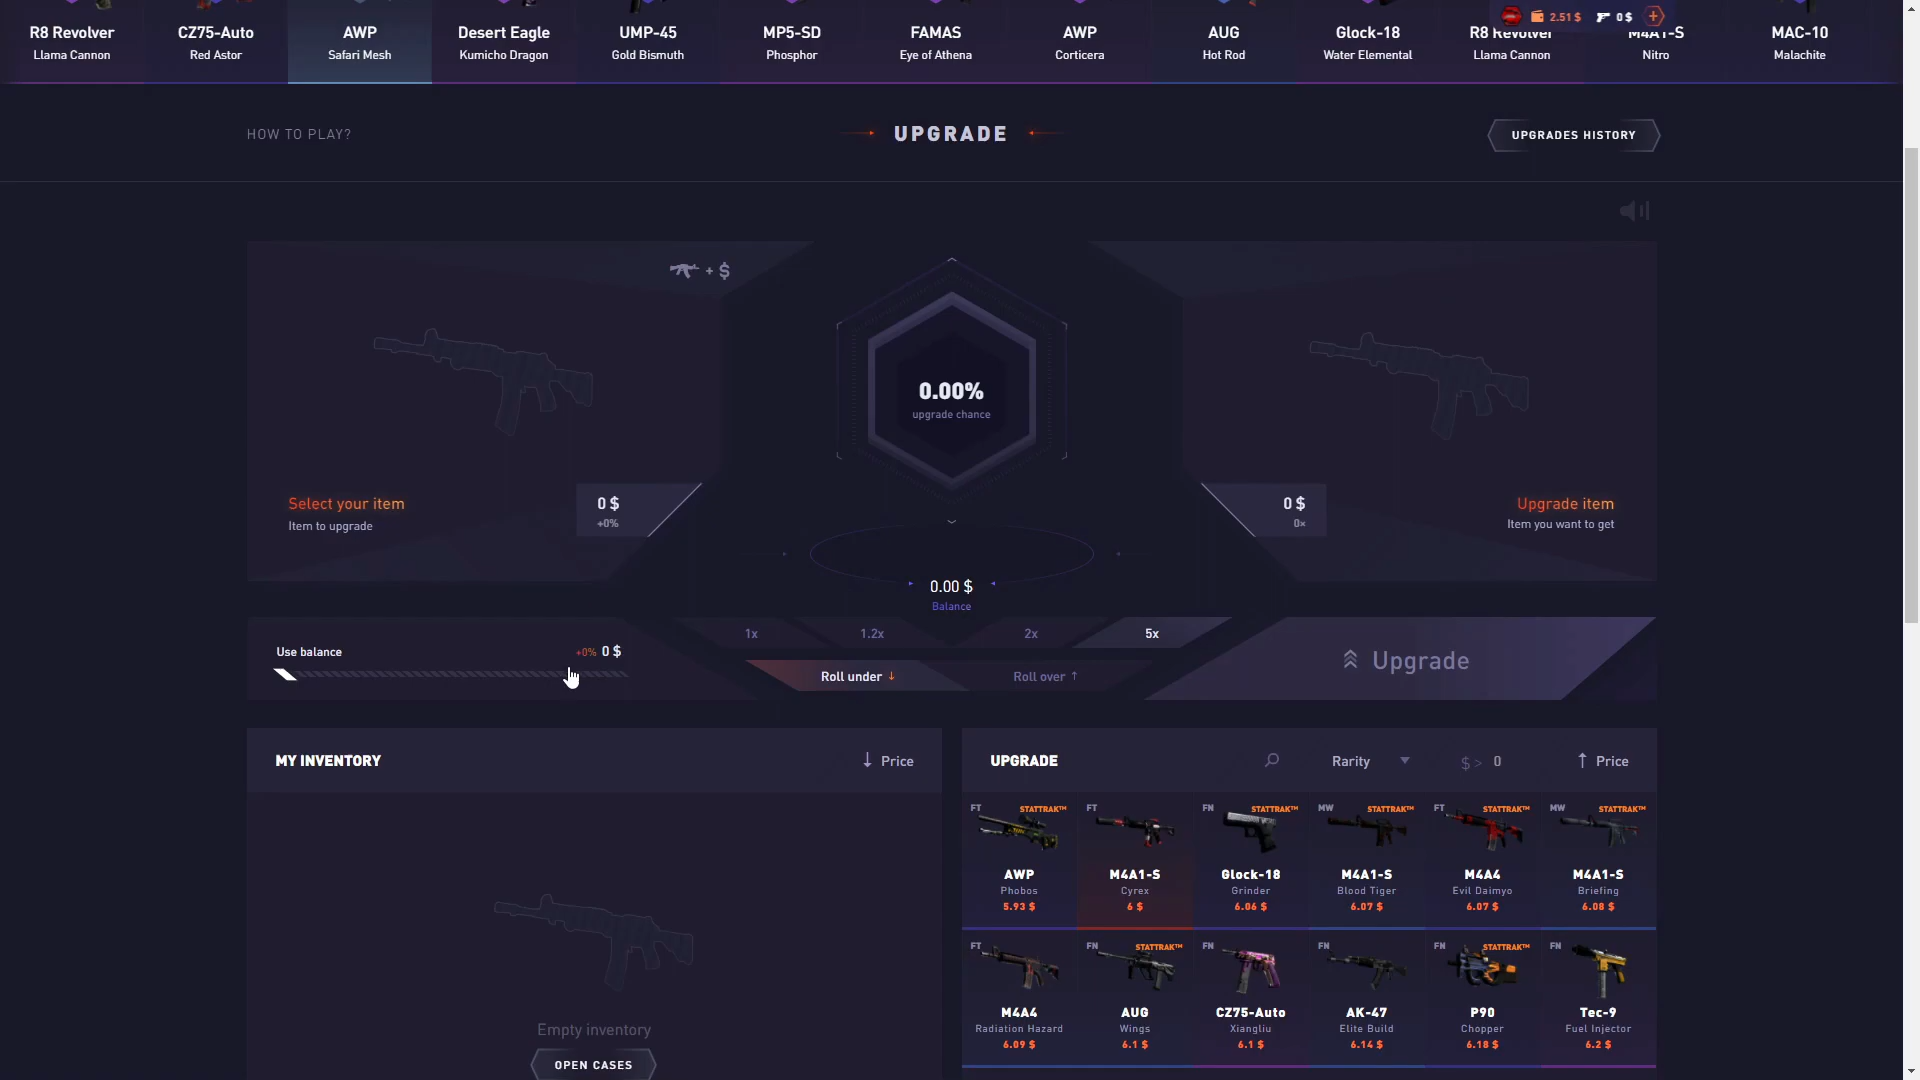 R8 Revolver
Llama Cannon
CZ75-Auto
Red Astor
AWP
Safari Mesh
Desert Eagle
Kumicho Dragon
UMP-45
Gold Bismuth
MP5-SD
Phosphor
FAMAS
Eye of Athena
AWP
Corticera
AUG
Hot Rod
Glock-18
Water Elemental
R8 Revolver
Llama Cannon
M4A1-S
Nitro
MAC-10
Malachite
2.51 $
0 $
HOW TO PLAY?
UPGRADE
UPGRADES HISTORY
+ $
0.00%
upgrade chance
Select your item
Item to upgrade
0 $
+0%
0 $
0×
Upgrade item
Item you want to get
0.00 $
Balance
Use balance
+0% 0 $
1x
1.2x
2x
5x
Roll under ↓
Roll over ↑
Upgrade
MY INVENTORY
↓ Price
Empty inventory
OPEN CASES
UPGRADE
Rarity
$ > 0
↑ Price
FT STATTRAK™
AWP
Phobos
5.93 $
FT
M4A1-S
Cyrex
6 $
FN STATTRAK™
Glock-18
Grinder
6.06 $
MW STATTRAK™
M4A1-S
Blood Tiger
6.07 $
FT STATTRAK™
M4A4
Evil Daimyo
6.07 $
MW STATTRAK™
M4A1-S
Briefing
6.08 $
FT
M4A4
Radiation Hazard
6.09 $
FN STATTRAK™
AUG
Wings
6.1 $
FN
CZ75-Auto
Xiangliu
6.1 $
FN
AK-47
Elite Build
6.14 $
FN STATTRAK™
P90
Chopper
6.18 $
FN
Tec-9
Fuel Injector
6.2 $